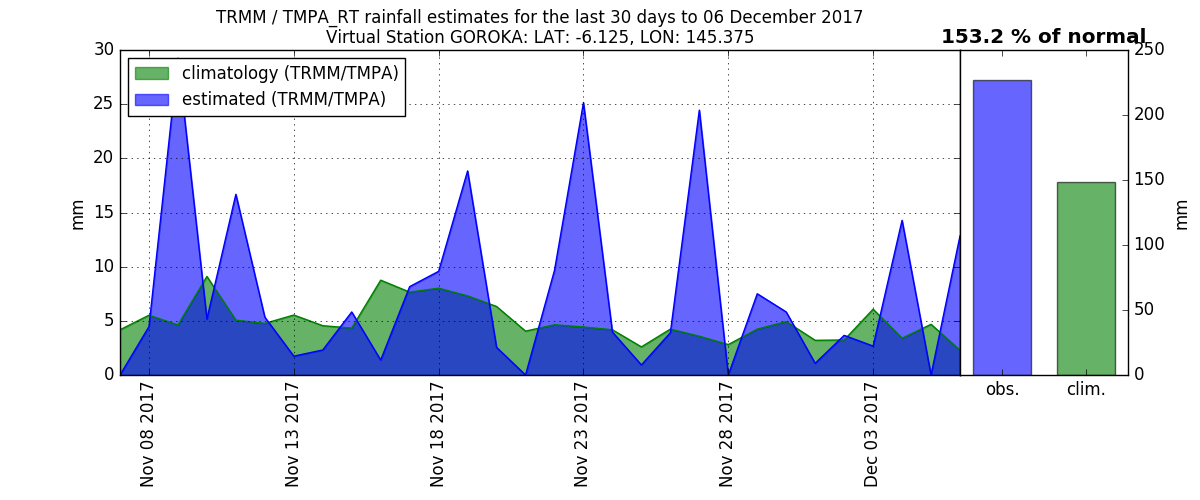 TRMM / TMPA_RT rainfall estimates for the last 30 days to 06 December 2017
Virtual Station GOROKA: LAT: -6.125, LON: 145.375
153.2 % of normal
climatology (TRMM/TMPA)
estimated (TRMM/TMPA)
30
25
20
15
10
5
0
mm
Nov 08 2017
Nov 13 2017
Nov 18 2017
Nov 23 2017
Nov 28 2017
Dec 03 2017
obs.
clim.
250
200
150
100
50
0
mm